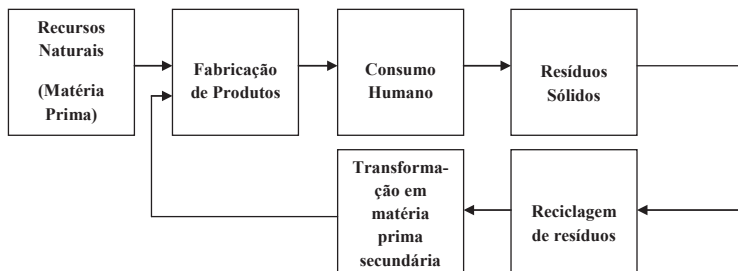 Recursos
Naturais
(Matéria
Prima)
Fabricação
de Produtos
Consumo
Humano
Resíduos
Sólidos
Transforma-
ção em
matéria
prima
secundária
Reciclagem
de resíduos